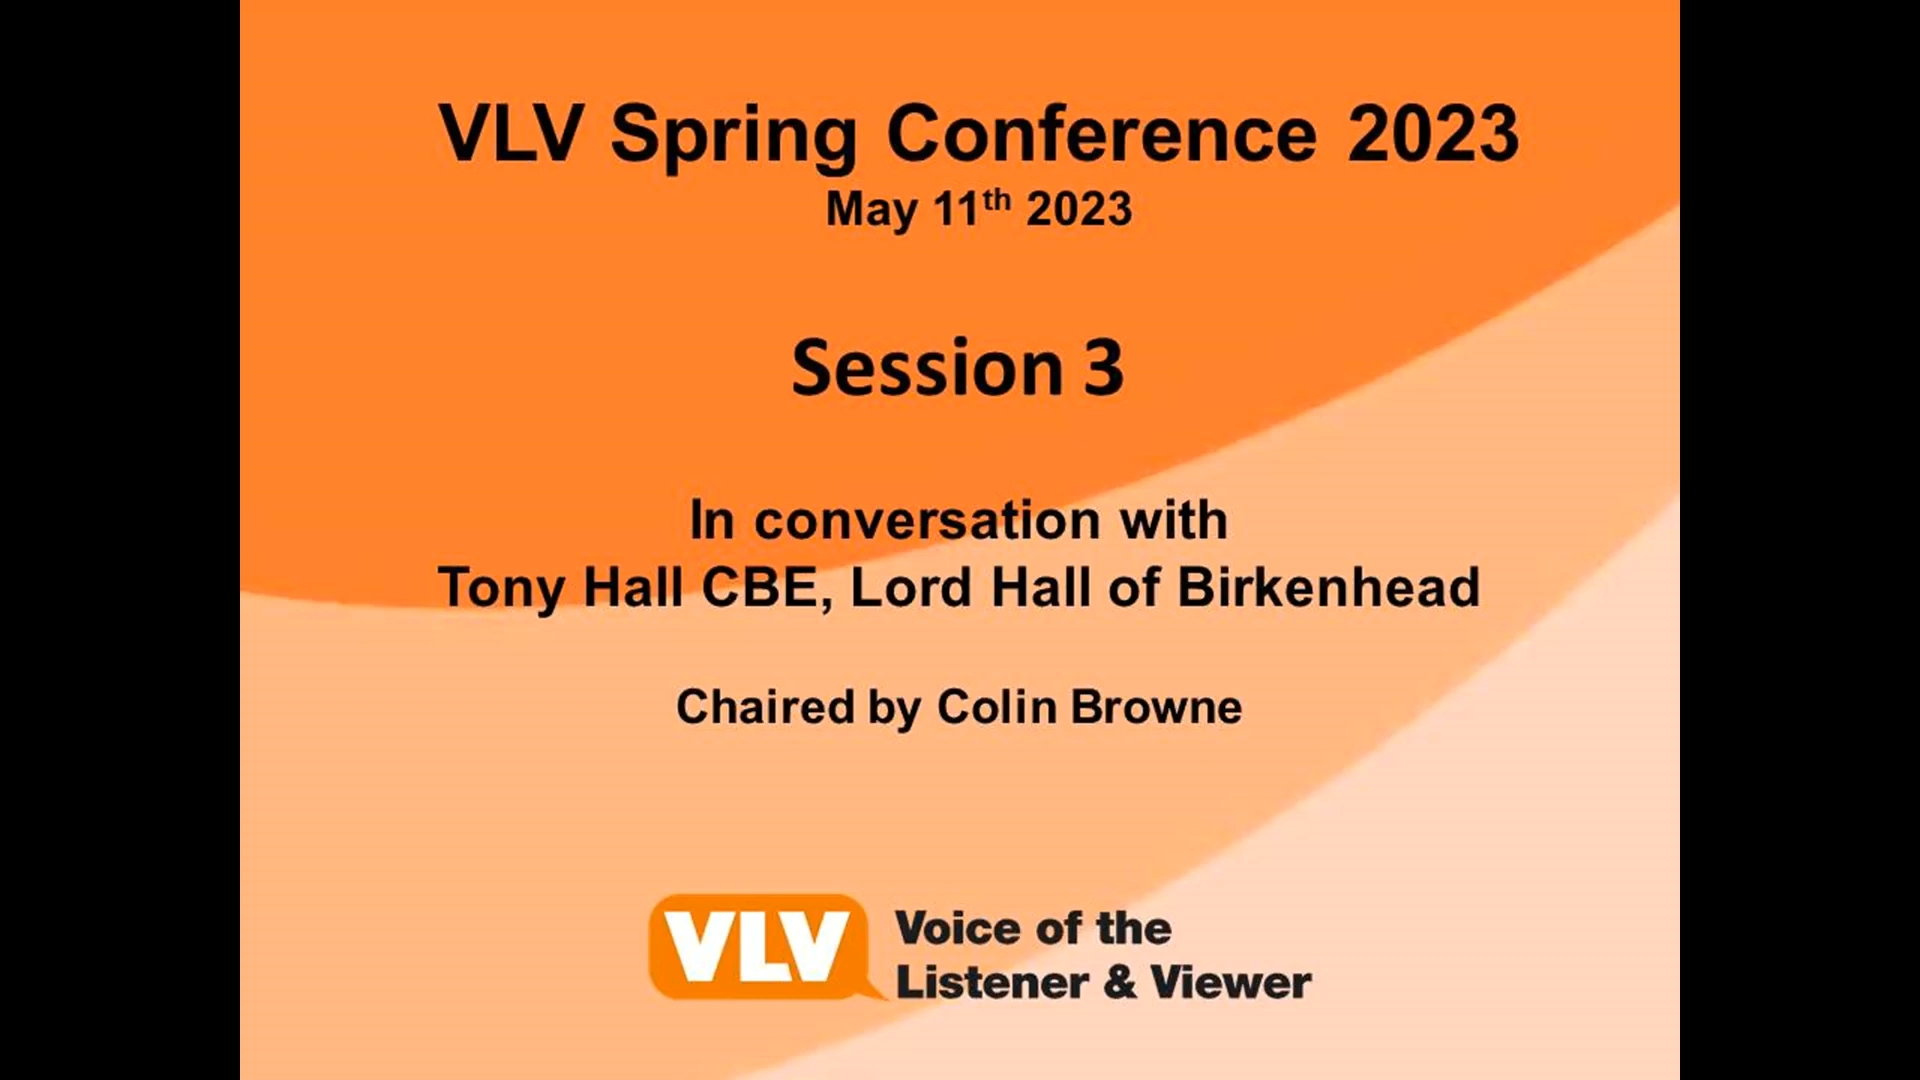 VLV Spring Conference 2023
May 11th 2023
Session 3
In conversation with
Tony Hall CBE, Lord Hall of Birkenhead
Chaired by Colin Browne
VLV
Voice of the
Listener & Viewer